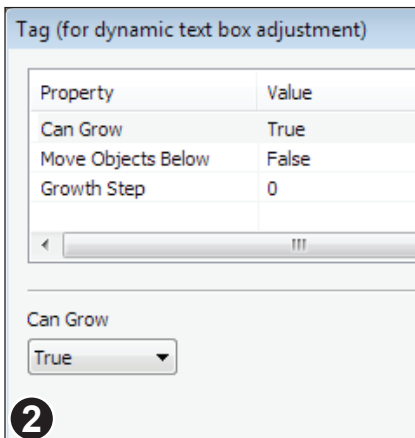 Tag (for dynamic text box adjustment)
Property Value
Can Grow True
Move Objects Below False
Growth Step 0
Can Grow
True
2